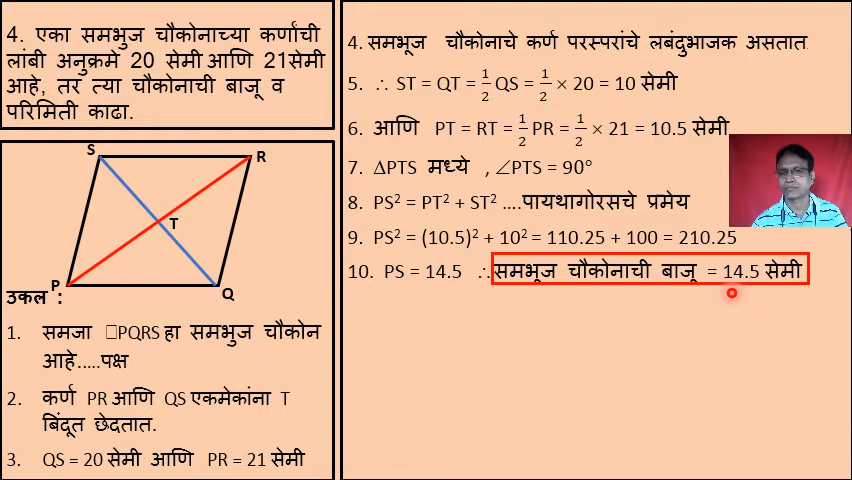 4. एका समभुज चौकोनाच्या कर्णांची
लांबी अनुक्रमे 20 सेमी आणि 21सेमी
आहे, तर त्या चौकोनाची बाजू व
परिमिती काढा.
S
R
T
P
Q
उकल :
1. समजा □PQRS हा समभुज चौकोन
आहे.....पक्ष
2. कर्ण PR आणि QS एकमेकांना T
बिंदूत छेदतात.
3. QS = 20 सेमी आणि PR = 21 सेमी
4. समभूज चौकोनाचे कर्ण परस्परांचे लबंदुभाजक असतात
5. ∴ ST = QT = 1/2 QS = 1/2 × 20 = 10 सेमी
6. आणि PT = RT = 1/2 PR = 1/2 × 21 = 10.5 सेमी
7. ∆PTS मध्ये , ∠PTS = 90°
8. PS² = PT² + ST² ....पायथागोरसचे प्रमेय
9. PS² = (10.5)² + 10² = 110.25 + 100 = 210.25
10. PS = 14.5 ∴ समभूज चौकोनाची बाजू = 14.5 सेमी